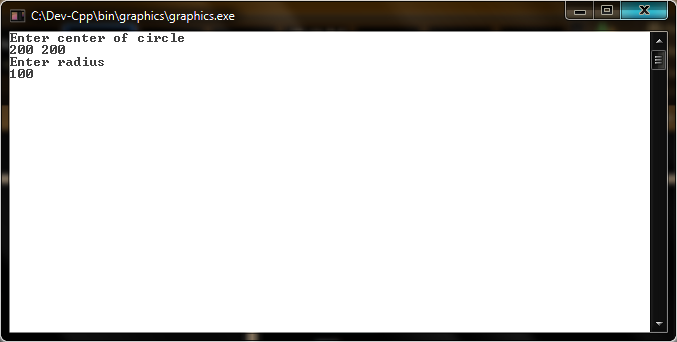 C:\Dev-Cpp\bin\graphics\graphics.exe
Enter center of circle
200 200
Enter radius
100